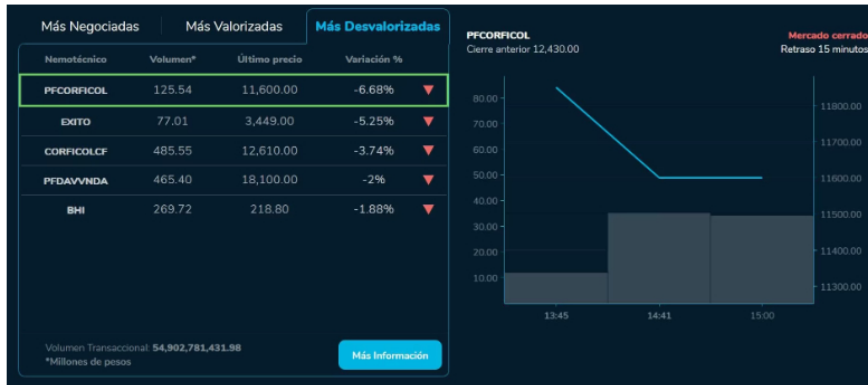 Más Negociadas Más Valorizadas Más Desvalorizadas
Nemotécnico Volumen* Último precio Variación %
PFCORFICOL 125.54 11,600.00 -6.68%
EXITO 77.01 3,449.00 -5.25%
CORFICOLCF 485.55 12,610.00 -3.74%
PFDAVVNDA 465.40 18,100.00 -2%
BHI 269.72 218.80 -1.88%
Volumen Transaccional: 54,902,781,431.98
*Millones de pesos
Más Información
PFCORFICOL Mercado cerrado
Cierre anterior 12,430.00 Retraso 15 minutos
80.00
70.00
60.00
50.00
40.00
30.00
20.00
10.00
11800.00
11700.00
11600.00
11500.00
11400.00
11300.00
13:45 14:41 15:00